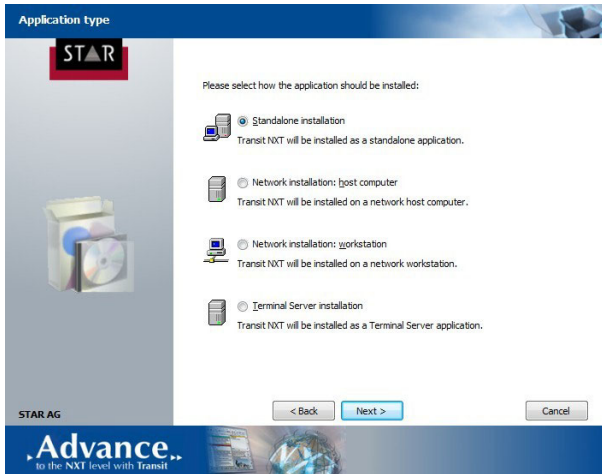 Application type
STAR
Please select how the application should be installed:
Standalone installation
Transit NXT will be installed as a standalone application.
Network installation: host computer
Transit NXT will be installed on a network host computer.
Network installation: workstation
Transit NXT will be installed on a network workstation.
Terminal Server installation
Transit NXT will be installed as a Terminal Server application.
STAR AG
< Back
Next >
Cancel
Advance
to the NXT level with Transit